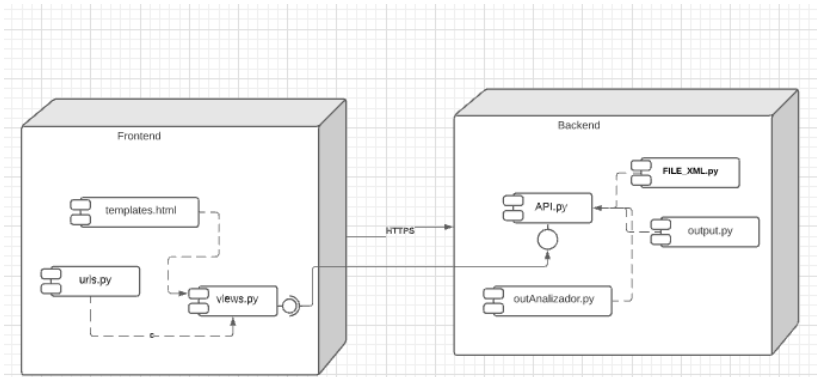 Frontend
templates.html
urls.py
views.py
c
HTTPS
Backend
FILE_XML.py
API.py
output.py
outAnalizador.py